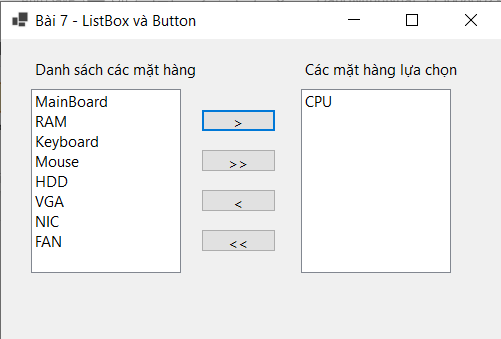 Bài 7 - ListBox và Button
Danh sách các mặt hàng
Các mặt hàng lựa chọn
MainBoard
RAM
Keyboard
Mouse
HDD
VGA
NIC
FAN
>
>>
<
<<
CPU